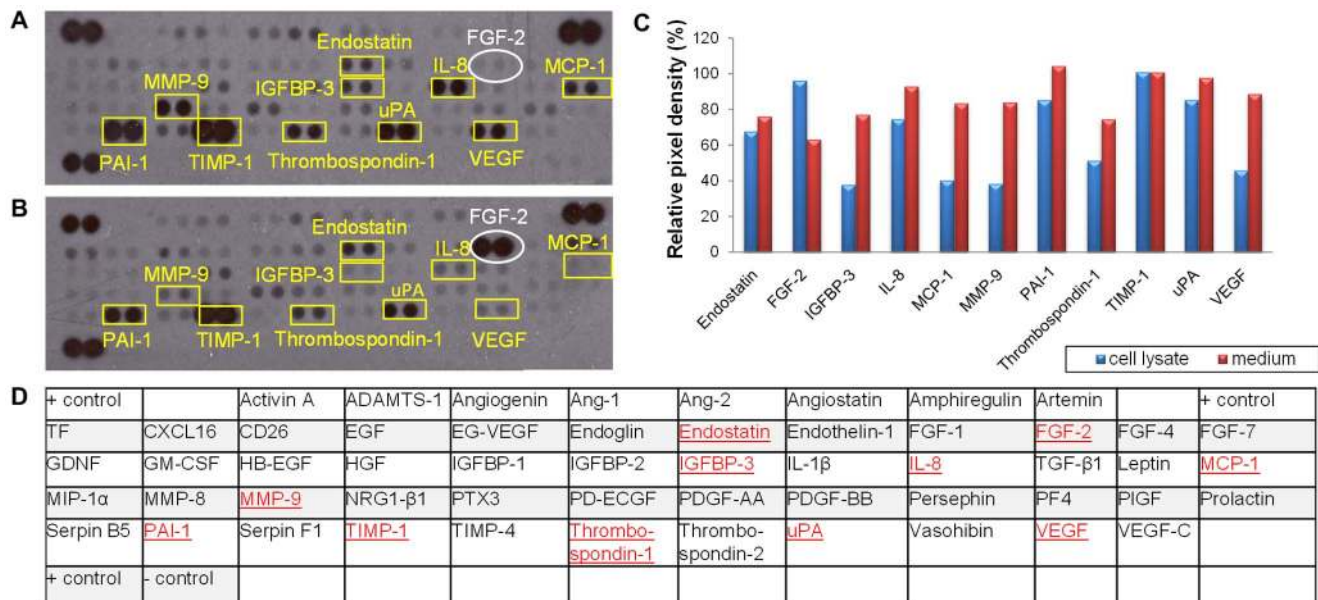 A
Endostatin
FGF-2
MMP-9
IGFBP-3
IL-8
MCP-1
uPA
PAI-1
TIMP-1
Thrombospondin-1
VEGF
B
FGF-2
Endostatin
IL-8
MCP-1
MMP-9
IGFBP-3
uPA
PAI-1
TIMP-1
Thrombospondin-1
VEGF
C
Relative pixel density (%)
120
100
80
60
40
20
0
Endostatin
FGF-2
IGFBP-3
IL-8
MCP-1
MMP-9
PAI-1
Thrombospondin-1
TIMP-1
uPA
VEGF
cell lysate medium
D
+ control Activin A ADAMTS-1 Angiogenin Ang-1 Ang-2 Angiostatin Amphiregulin Artemin + control
TF CXCL16 CD26 EGF EG-VEGF Endoglin Endostatin Endothelin-1 FGF-1 FGF-2 FGF-4 FGF-7
GDNF GM-CSF HB-EGF HGF IGFBP-1 IGFBP-2 IGFBP-3 IL-1β IL-8 TGF-β1 Leptin MCP-1
MIP-1α MMP-8 MMP-9 NRG1-β1 PTX3 PD-ECGF PDGF-AA PDGF-BB Persephin PF4 PIGF Prolactin
Serpin B5 PAI-1 Serpin F1 TIMP-1 TIMP-4 Thrombo- Thrombo- uPA Vasohibin VEGF VEGF-C
spondin-1 spondin-2
+ control - control